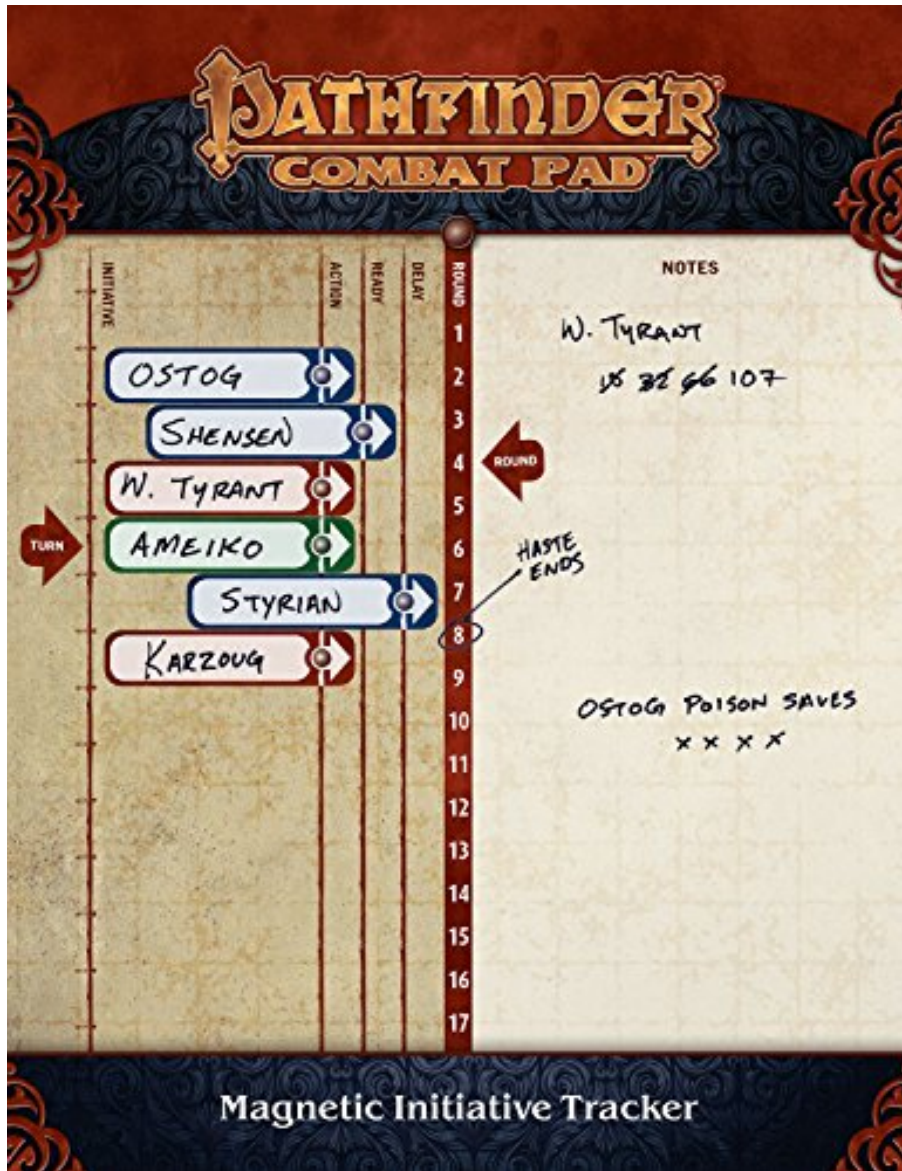 PATHFINDER
COMBAT PAD™
INITIATIVE
ACTION
READY
DELAY
ROUND
NOTES
1
2
3
4
5
6
7
8
9
10
11
12
13
14
15
16
17
OSTOG
SHENSEN
W. TYRANT
AMEIKO
STYRIAN
KARZOUG
TURN
ROUND
HASTE
ENDS
W. TYRANT
66 107
OSTOG POISON SAVES
x x x x
Magnetic Initiative Tracker